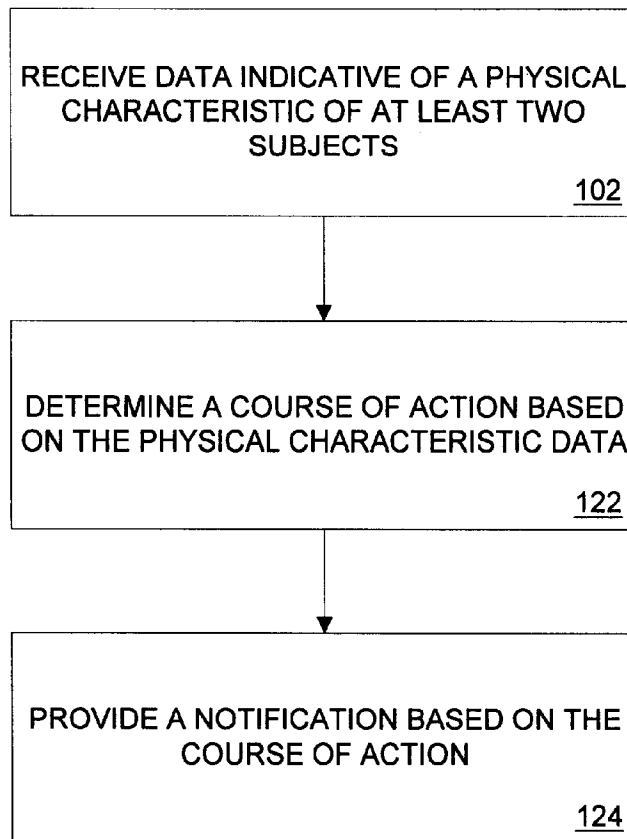 RECEIVE DATA INDICATIVE OF A PHYSICAL
CHARACTERISTIC OF AT LEAST TWO
SUBJECTS
102
DETERMINE A COURSE OF ACTION BASED
ON THE PHYSICAL CHARACTERISTIC DATA
122
PROVIDE A NOTIFICATION BASED ON THE
COURSE OF ACTION
124